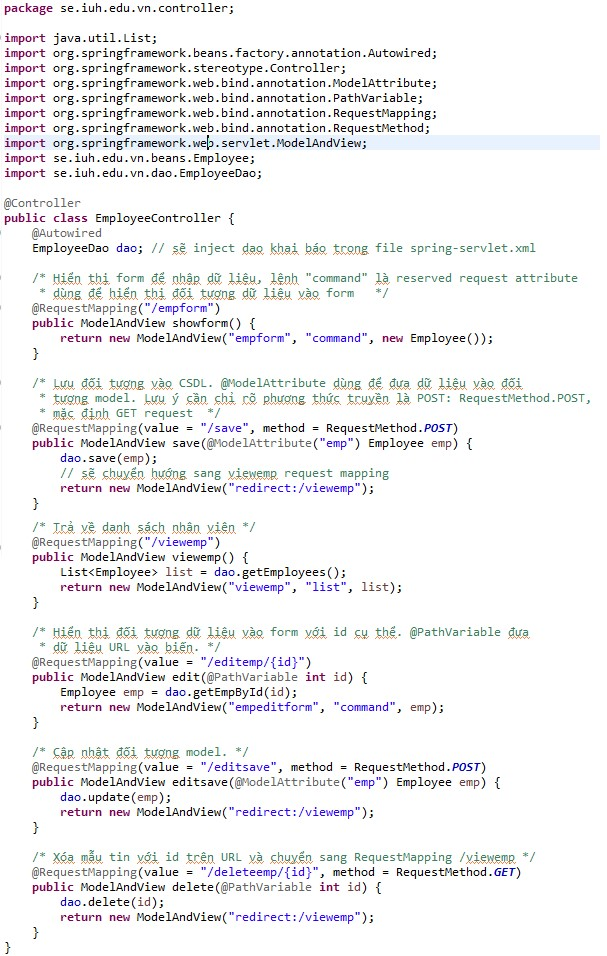 package se.iuh.edu.vn.controller;
import java.util.List;
import org.springframework.beans.factory.annotation.Autowired;
import org.springframework.stereotype.Controller;
import org.springframework.web.bind.annotation.ModelAttribute;
import org.springframework.web.bind.annotation.PathVariable;
import org.springframework.web.bind.annotation.RequestMapping;
import org.springframework.web.bind.annotation.RequestMethod;
import org.springframework.web.servlet.ModelAndView;
import se.iuh.edu.vn.beans.Employee;
import se.iuh.edu.vn.dao.EmployeeDao;
@Controller
public class EmployeeController {
@Autowired
EmployeeDao dao; // sẽ inject dao khai báo trong file spring-servlet.xml
/* Hiển thị form để nhập dữ liệu, lệnh "command" là reserved request attribute
* dùng để hiển thị đối tượng dữ liệu vào form */
@RequestMapping("/empform")
public ModelAndView showform() {
return new ModelAndView("empform", "command", new Employee());
}
/* Lưu đối tượng vào CSDL. @ModelAttribute dùng để đưa dữ liệu vào đối
* tượng model. Lưu ý cần chỉ rõ phương thức truyền là POST: RequestMethod.POST,
* mặc định GET request */
@RequestMapping(value = "/save", method = RequestMethod.POST)
public ModelAndView save(@ModelAttribute("emp") Employee emp) {
dao.save(emp);
// sẽ chuyển hướng sang viewemp request mapping
return new ModelAndView("redirect:/viewemp");
}
/* Trả về danh sách nhân viên */
@RequestMapping("/viewemp")
public ModelAndView viewemp() {
List<Employee> list = dao.getEmployees();
return new ModelAndView("viewemp", "list", list);
}
/* Hiển thị đối tượng dữ liệu vào form với id cụ thể. @PathVariable đưa
* dữ liệu URL vào biến. */
@RequestMapping(value = "/editemp/{id}")
public ModelAndView edit(@PathVariable int id) {
Employee emp = dao.getEmpById(id);
return new ModelAndView("empeditform", "command", emp);
}
/* Cập nhật đối tượng model. */
@RequestMapping(value = "/editsave", method = RequestMethod.POST)
public ModelAndView editsave(@ModelAttribute("emp") Employee emp) {
dao.update(emp);
return new ModelAndView("redirect:/viewemp");
}
/* Xóa mẫu tin với id trên URL và chuyển sang RequestMapping /viewemp */
@RequestMapping(value = "/deleteemp/{id}", method = RequestMethod.GET)
public ModelAndView delete(@PathVariable int id) {
dao.delete(id);
return new ModelAndView("redirect:/viewemp");
}
}